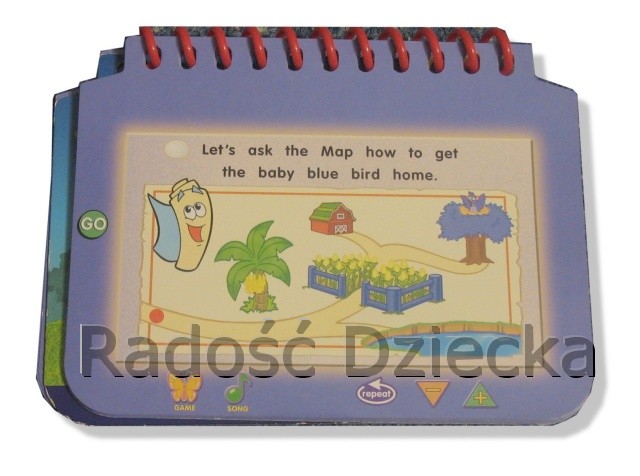 Let's ask the Map how to get
the baby blue bird home.
GO
Radość Dziecka
GAME
SONG
repeat